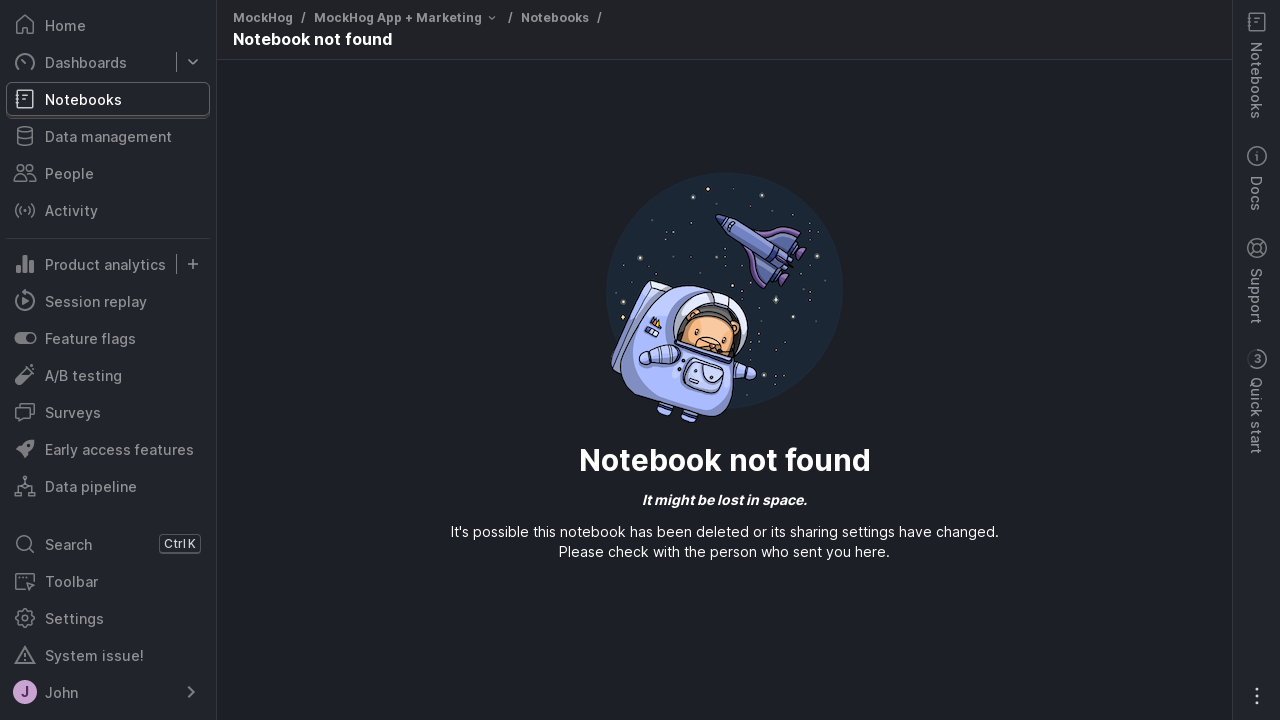 Home
Dashboards
Notebooks
Data management
People
Activity
Product analytics
Session replay
Feature flags
A/B testing
Surveys
Early access features
Data pipeline
Search Ctrl K
Toolbar
Settings
System issue!
J John
MockHog / MockHog App + Marketing / Notebooks /
Notebook not found
Notebook not found
It might be lost in space.
It's possible this notebook has been deleted or its sharing settings have changed.
Please check with the person who sent you here.
Notebooks
Docs
Support
3 Quick start